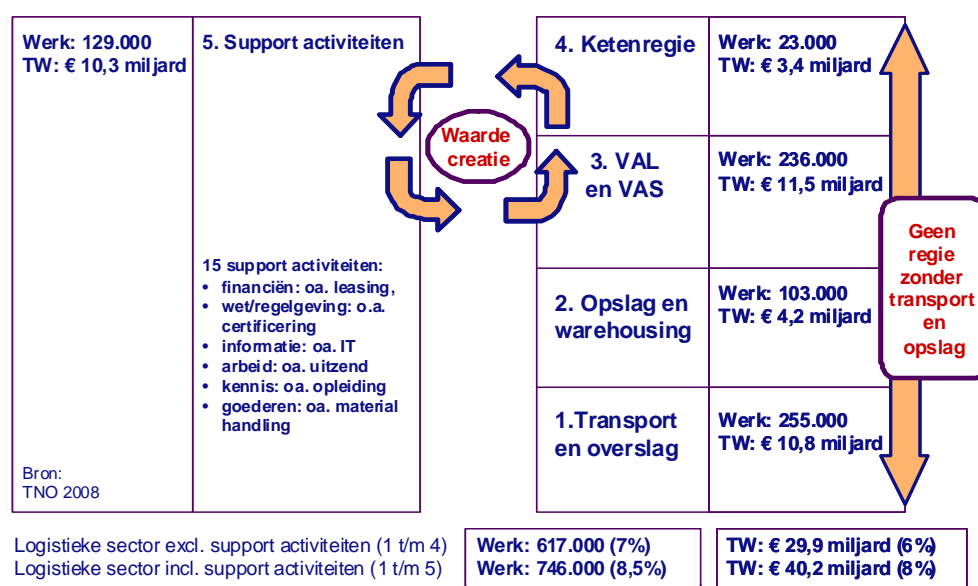 Werk: 129.000
TW: € 10,3 miljard
5. Support activiteiten
15 support activiteiten:
• financiën: oa. leasing,
• wet/regelgeving: o.a.
certificering
• informatie: oa. IT
• arbeid: oa. uitzend
• kennis: oa. opleiding
• goederen: oa. material
handling
Bron:
TNO 2008
Waarde
creatie
4. Ketenregie
Werk: 23.000
TW: € 3,4 miljard
3. VAL
en VAS
Werk: 236.000
TW: € 11,5 miljard
2. Opslag en
warehousing
Werk: 103.000
TW: € 4,2 miljard
1.Transport
en overslag
Werk: 255.000
TW: € 10,8 miljard
Geen
regie
zonder
transport
en
opslag
Logistieke sector excl. support activiteiten (1 t/m 4)
Werk: 617.000 (7%)
TW: € 29,9 miljard (6%)
Logistieke sector incl. support activiteiten (1 t/m 5)
Werk: 746.000 (8,5%)
TW: € 40,2 miljard (8%)